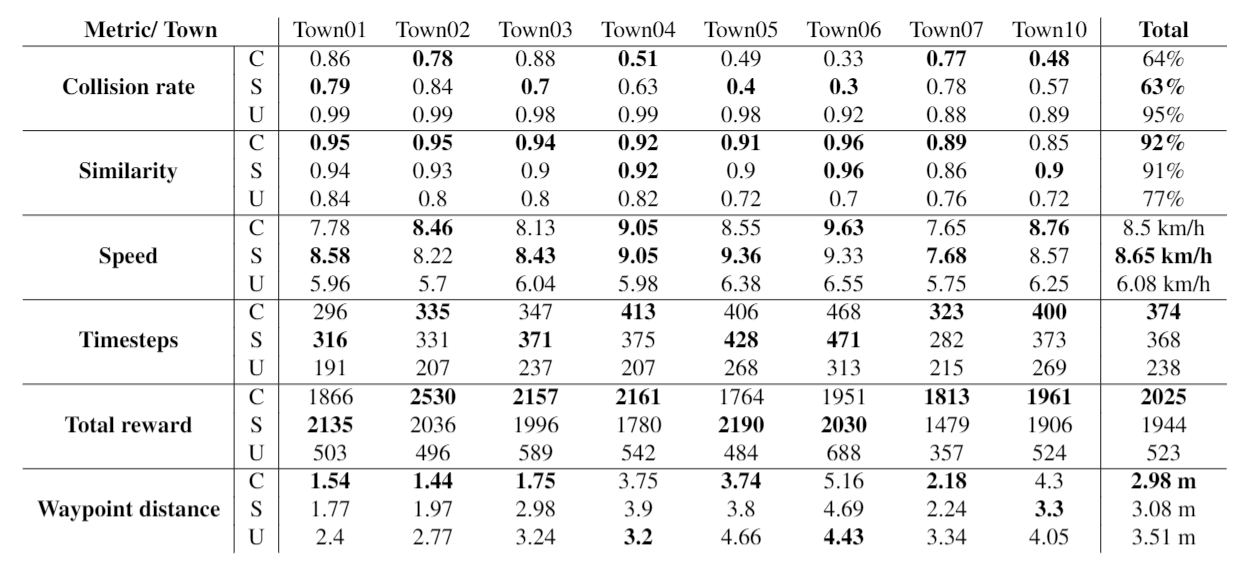 Metric/ Town Town01 Town02 Town03 Town04 Town05 Town06 Town07 Town10 Total
C 0.86 0.78 0.88 0.51 0.49 0.33 0.77 0.48 64%
Collision rate S 0.79 0.84 0.7 0.63 0.4 0.3 0.78 0.57 63%
U 0.99 0.99 0.98 0.99 0.98 0.92 0.88 0.89 95%
C 0.95 0.95 0.94 0.92 0.91 0.96 0.89 0.85 92%
Similarity S 0.94 0.93 0.9 0.92 0.9 0.96 0.86 0.9 91%
U 0.84 0.8 0.8 0.82 0.72 0.7 0.76 0.72 77%
C 7.78 8.46 8.13 9.05 8.55 9.63 7.65 8.76 8.5 km/h
Speed S 8.58 8.22 8.43 9.05 9.36 9.33 7.68 8.57 8.65 km/h
U 5.96 5.7 6.04 5.98 6.38 6.55 5.75 6.25 6.08 km/h
C 296 335 347 413 406 468 323 400 374
Timesteps S 316 331 371 375 428 471 282 373 368
U 191 207 237 207 268 313 215 269 238
C 1866 2530 2157 2161 1764 1951 1813 1961 2025
Total reward S 2135 2036 1996 1780 2190 2030 1479 1906 1944
U 503 496 589 542 484 688 357 524 523
C 1.54 1.44 1.75 3.75 3.74 5.16 2.18 4.3 2.98 m
Waypoint distance S 1.77 1.97 2.98 3.9 3.8 4.69 2.24 3.3 3.08 m
U 2.4 2.77 3.24 3.2 4.66 4.43 3.34 4.05 3.51 m